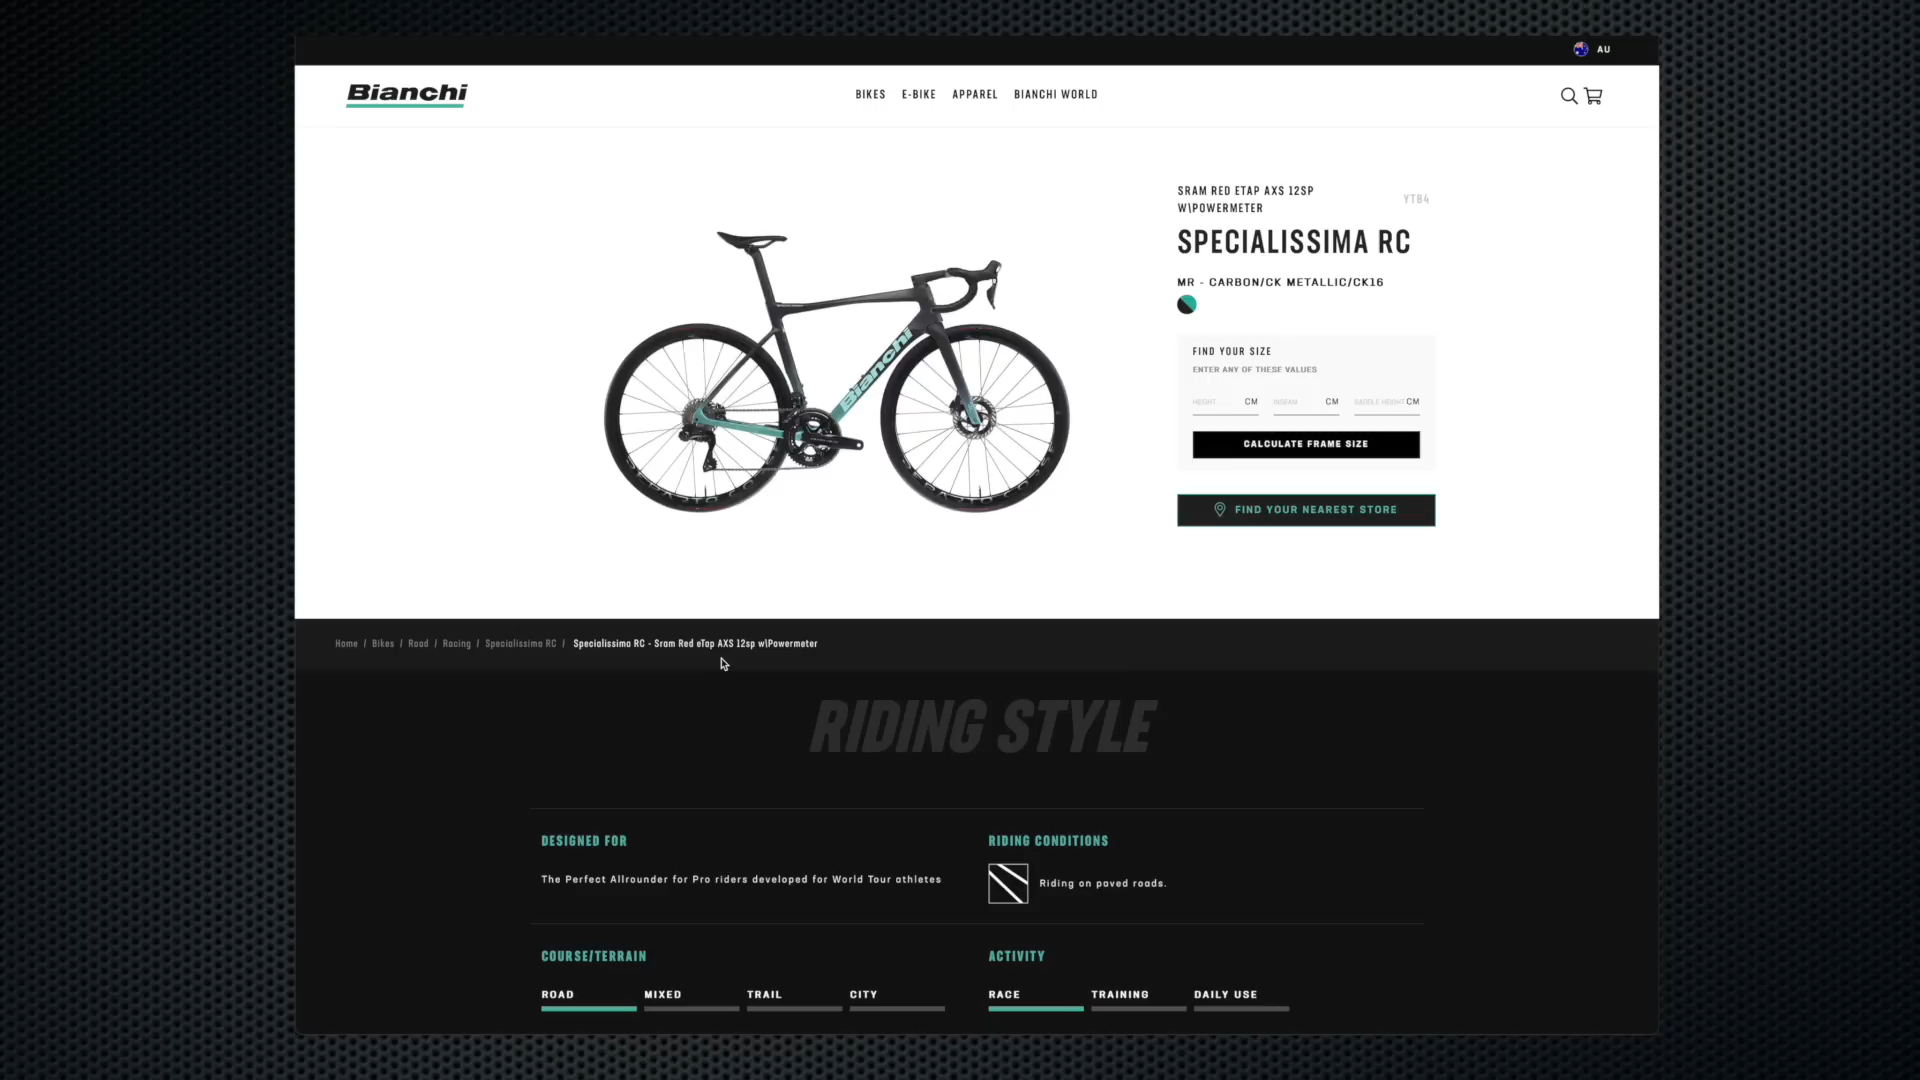 AU
Bianchi
BIKES E-BIKE APPAREL BIANCHI WORLD
SRAM RED ETAP AXS 12SP
W\POWERMETER
YTB4
SPECIALISSIMA RC
MR - CARBON/CK METALLIC/CK16
FIND YOUR SIZE
ENTER ANY OF THESE VALUES
HEIGHT CM INSEAM CM SADDLE HEIGHT CM
CALCULATE FRAME SIZE
FIND YOUR NEAREST STORE
Bianchi
Home / Bikes / Road / Racing / Specialissima RC / Specialissima RC - Sram Red eTap AXS 12sp w\Powermeter
RIDING STYLE
DESIGNED FOR
The Perfect Allrounder for Pro riders developed for World Tour athletes
RIDING CONDITIONS
Riding on paved roads.
COURSE/TERRAIN
ROAD MIXED TRAIL CITY
ACTIVITY
RACE TRAINING DAILY USE